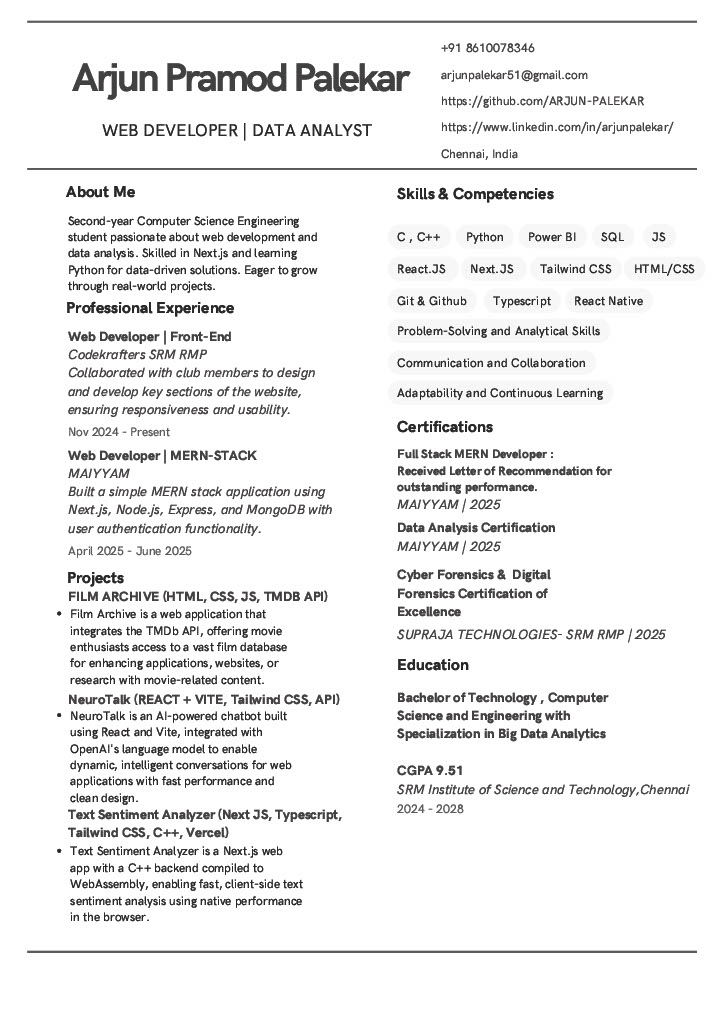 Arjun Pramod Palekar
WEB DEVELOPER | DATA ANALYST
+91 8610078346
arjunpalekar51@gmail.com
https://github.com/ARJUN-PALEKAR
https://www.linkedin.com/in/arjunpalekar/
Chennai, India
About Me
Second-year Computer Science Engineering
student passionate about web development and
data analysis. Skilled in Next.js and learning
Python for data-driven solutions. Eager to grow
through real-world projects.
Professional Experience
Web Developer | Front-End
Codekrafters SRM RMP
Collaborated with club members to design
and develop key sections of the website,
ensuring responsiveness and usability.
Nov 2024 - Present
Web Developer | MERN-STACK
MAIYYAM
Built a simple MERN stack application using
Next.js, Node.js, Express, and MongoDB with
user authentication functionality.
April 2025 - June 2025
Projects
FILM ARCHIVE (HTML, CSS, JS, TMDB API)
• Film Archive is a web application that
integrates the TMDb API, offering movie
enthusiasts access to a vast film database
for enhancing applications, websites, or
research with movie-related content.
NeuroTalk (REACT + VITE, Tailwind CSS, API)
• NeuroTalk is an AI-powered chatbot built
using React and Vite, integrated with
OpenAI's language model to enable
dynamic, intelligent conversations for web
applications with fast performance and
clean design.
Text Sentiment Analyzer (Next JS, Typescript,
Tailwind CSS, C++, Vercel)
• Text Sentiment Analyzer is a Next.js web
app with a C++ backend compiled to
WebAssembly, enabling fast, client-side text
sentiment analysis using native performance
in the browser.
Skills & Competencies
C , C++ Python Power BI SQL JS
React.JS Next.JS Tailwind CSS HTML/CSS
Git & Github Typescript React Native
Problem-Solving and Analytical Skills
Communication and Collaboration
Adaptability and Continuous Learning
Certifications
Full Stack MERN Developer :
Received Letter of Recommendation for
outstanding performance.
MAIYYAM | 2025
Data Analysis Certification
MAIYYAM | 2025
Cyber Forensics & Digital
Forensics Certification of
Excellence
SUPRAJA TECHNOLOGIES- SRM RMP | 2025
Education
Bachelor of Technology , Computer
Science and Engineering with
Specialization in Big Data Analytics
CGPA 9.51
SRM Institute of Science and Technology,Chennai
2024 - 2028